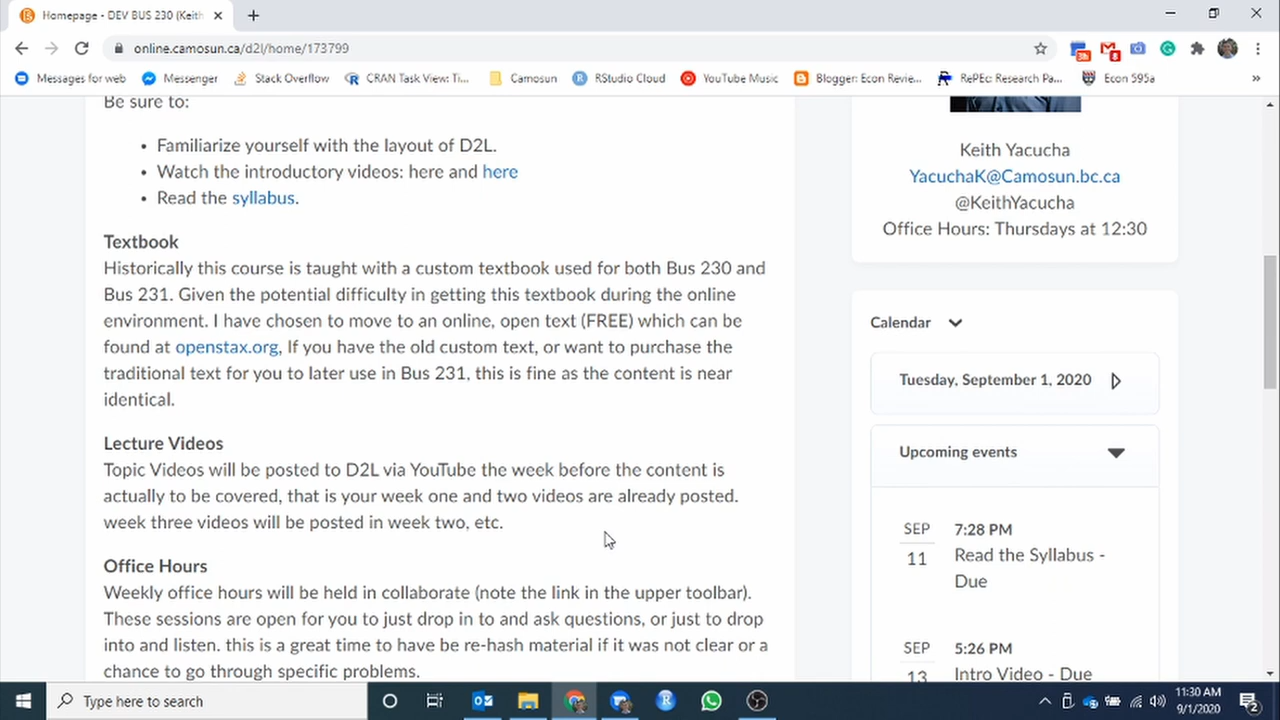 Homepage - DEV BUS 230 (Keith
online.camosun.ca/d2l/home/173799
Messages for web
Messenger
Stack Overflow
CRAN Task View: Ti...
Camosun
RStudio Cloud
YouTube Music
Blogger: Econ Revie...
RePEc: Research Pa...
Econ 595a
»
Be sure to:
• Familiarize yourself with the layout of D2L.
• Watch the introductory videos: here and here
• Read the syllabus.
Textbook
Historically this course is taught with a custom textbook used for both Bus 230 and
Bus 231. Given the potential difficulty in getting this textbook during the online
environment. I have chosen to move to an online, open text (FREE) which can be
found at openstax.org, If you have the old custom text, or want to purchase the
traditional text for you to later use in Bus 231, this is fine as the content is near
identical.
Lecture Videos
Topic Videos will be posted to D2L via YouTube the week before the content is
actually to be covered, that is your week one and two videos are already posted.
week three videos will be posted in week two, etc.
Office Hours
Weekly office hours will be held in collaborate (note the link in the upper toolbar).
These sessions are open for you to just drop in to and ask questions, or just to drop
into and listen. this is a great time to have be re-hash material if it was not clear or a
chance to go through specific problems.
Keith Yacucha
YacuchaK@Camosun.bc.ca
@KeithYacucha
Office Hours: Thursdays at 12:30
Calendar
Tuesday, September 1, 2020
Upcoming events
SEP
11
7:28 PM
Read the Syllabus -
Due
SEP
13
5:26 PM
Intro Video - Due
Type here to search
11:30 AM
9/1/2020
2